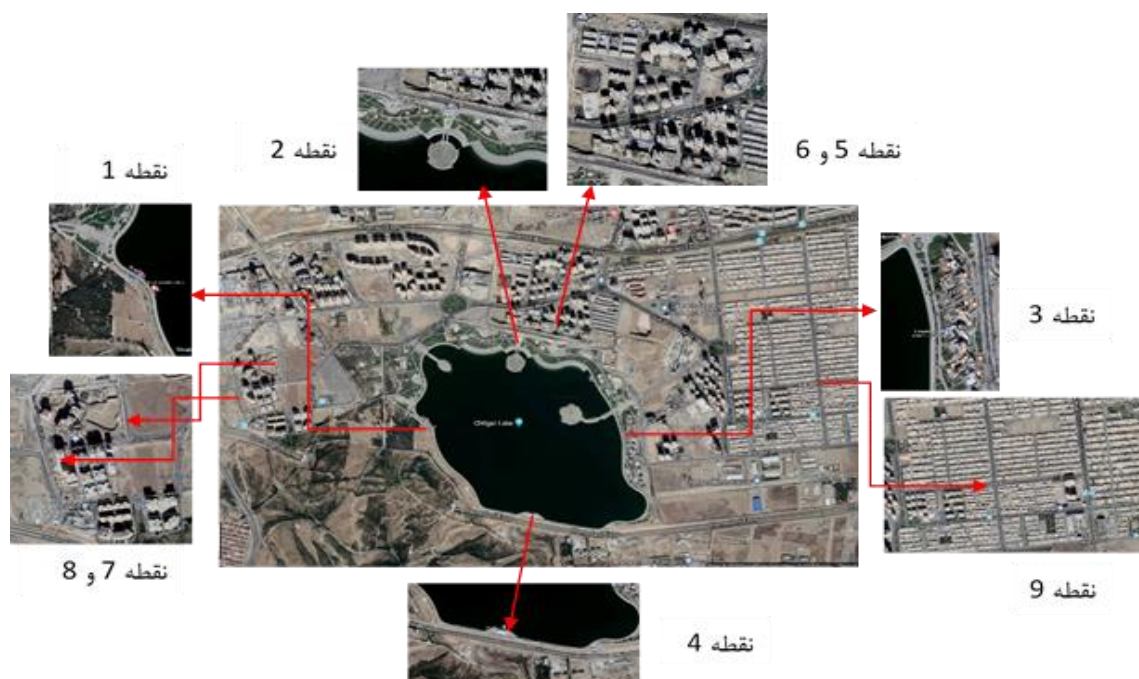 نقطه 2
نقطه 5 و 6
نقطه 1
نقطه 3
Chitgar Lake
نقطه 7 و 8
نقطه 9
نقطه 4